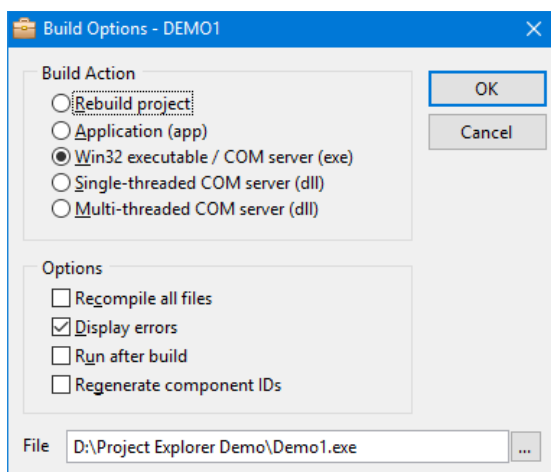 Build Options - DEMO1
Build Action
Rebuild project
Application (app)
Win32 executable / COM server (exe)
Single-threaded COM server (dll)
Multi-threaded COM server (dll)
OK
Cancel
Options
Recompile all files
Display errors
Run after build
Regenerate component IDs
File D:\Project Explorer Demo\Demo1.exe ...